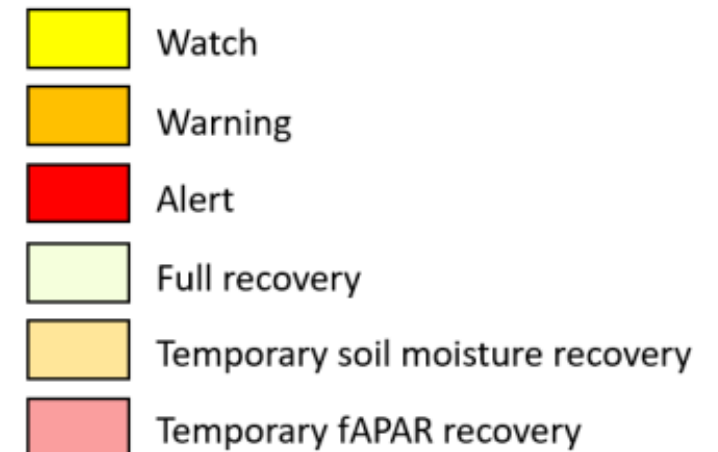 Watch
Warning
Alert
Full recovery
Temporary soil moisture recovery
Temporary fAPAR recovery